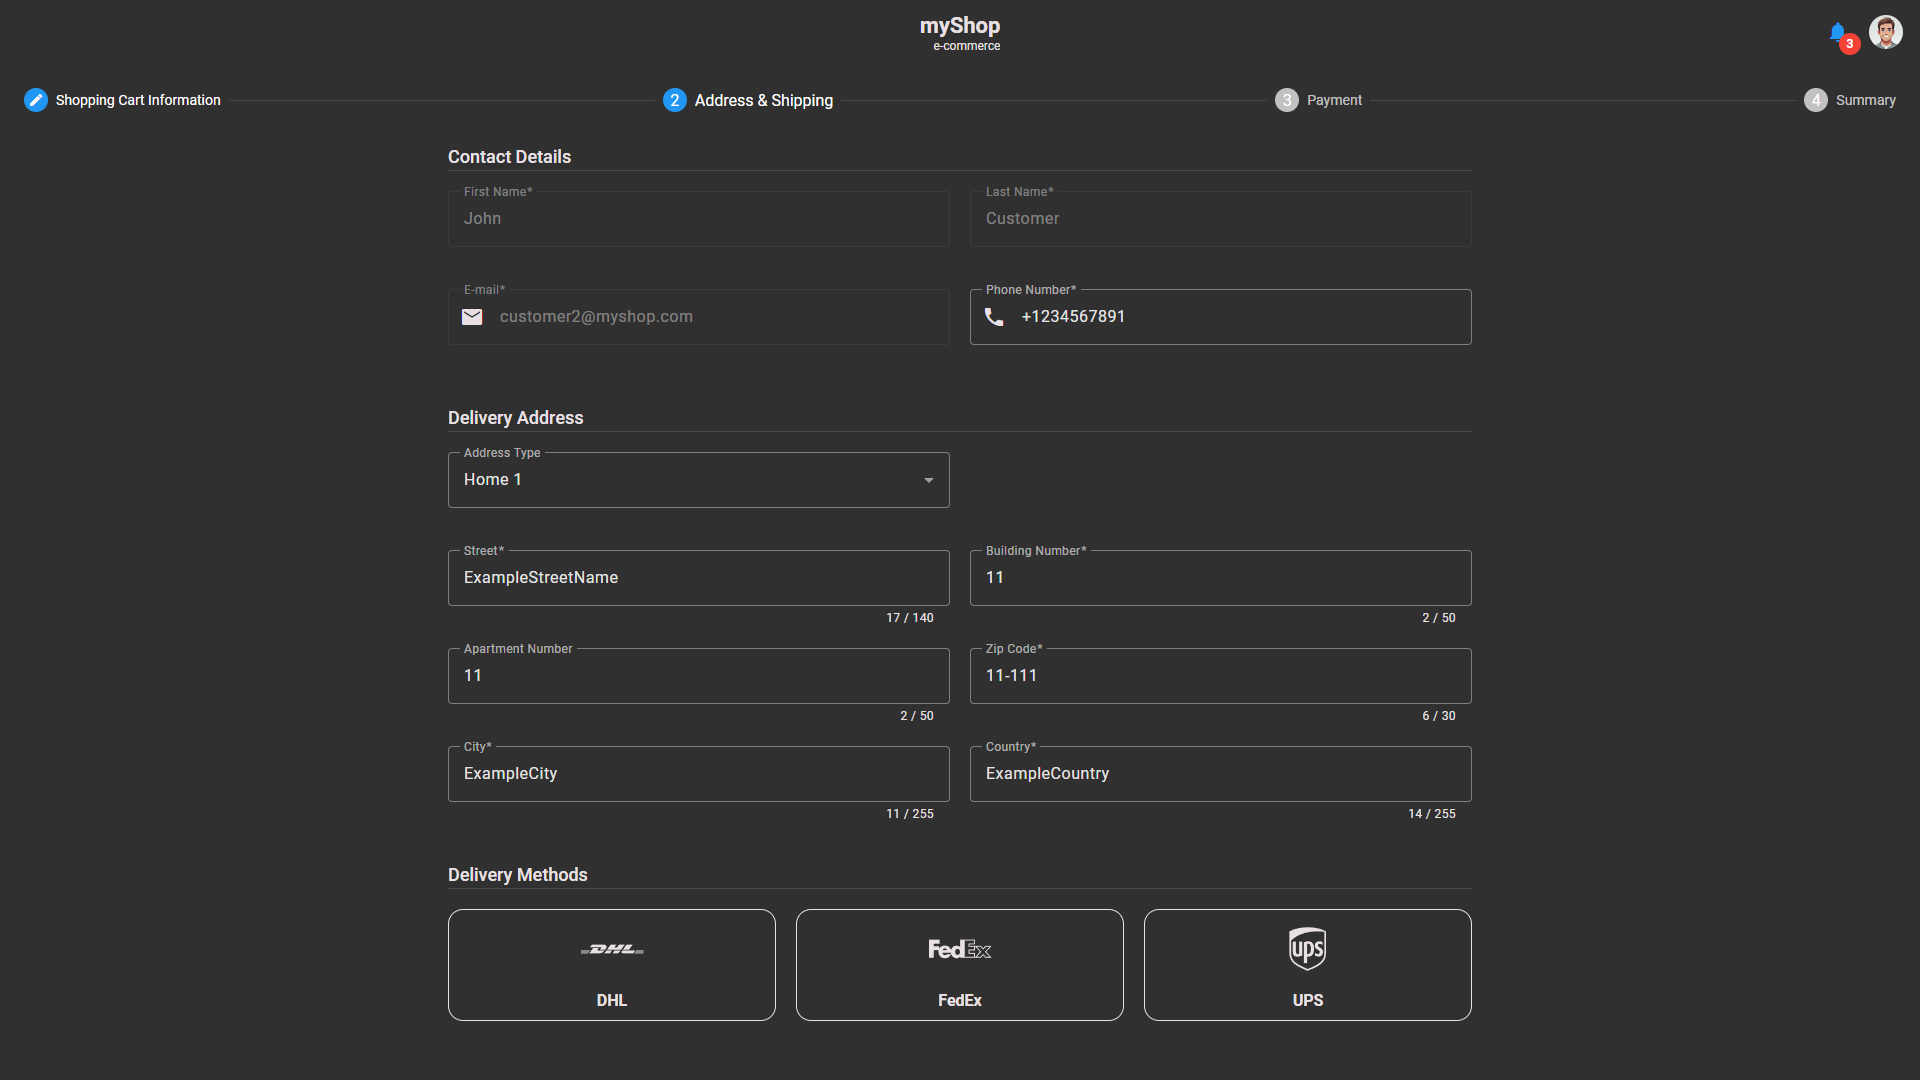 myShop
e-commerce
3
Shopping Cart Information
2 Address & Shipping
3 Payment
4 Summary
Contact Details
First Name*
John
Last Name*
Customer
E-mail*
customer2@myshop.com
Phone Number*
+1234567891
Delivery Address
Address Type
Home 1
Street*
ExampleStreetName
17 / 140
Building Number*
11
2 / 50
Apartment Number
11
2 / 50
Zip Code*
11-111
6 / 30
City*
ExampleCity
11 / 255
Country*
ExampleCountry
14 / 255
Delivery Methods
DHL
DHL
FedEx
FedEx
ups
UPS